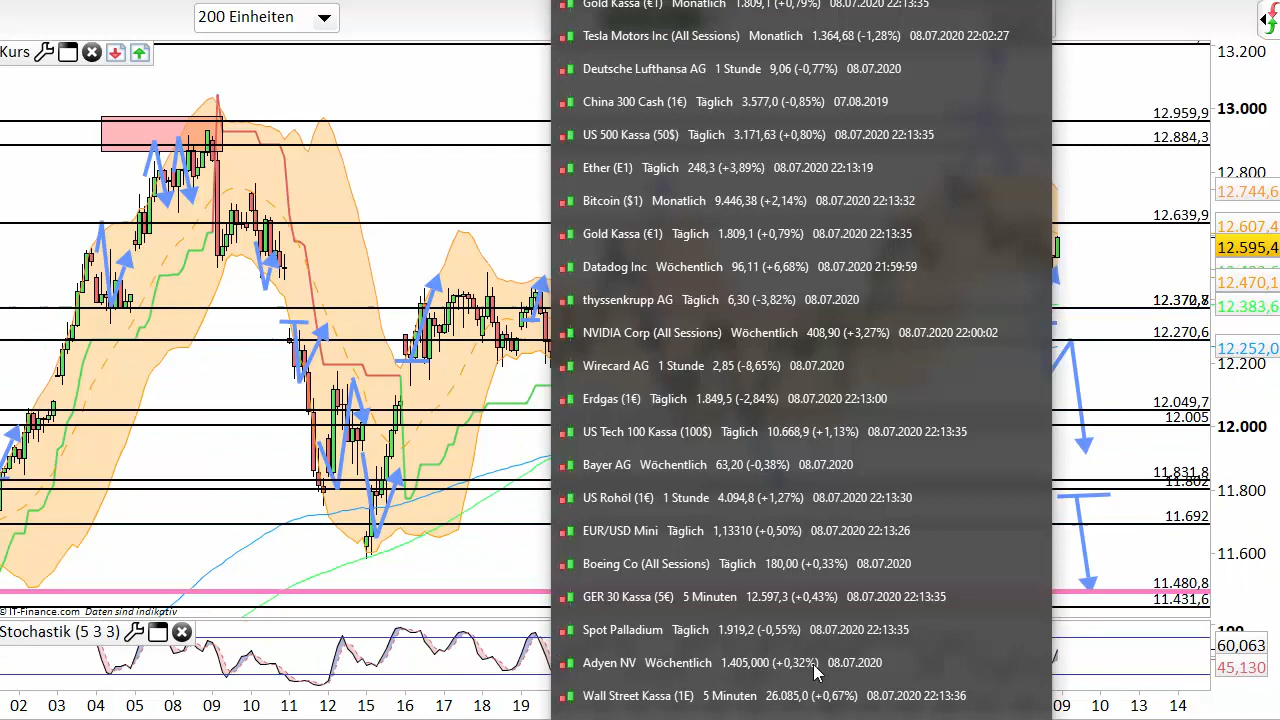 200 Einheiten
Kurs
Gold Kassa (€1) Monatlich 1.809,1 (+0,79%) 08.07.2020 22:13:35
Tesla Motors Inc (All Sessions) Monatlich 1.364,68 (-1,28%) 08.07.2020 22:02:27
Deutsche Lufthansa AG 1 Stunde 9,06 (-0,77%) 08.07.2020
China 300 Cash (1€) Täglich 3.577,0 (-0,85%) 07.08.2019
US 500 Kassa (50$) Täglich 3.171,63 (+0,80%) 08.07.2020 22:13:35
Ether (E1) Täglich 248,3 (+3,89%) 08.07.2020 22:13:19
Bitcoin ($1) Monatlich 9.446,38 (+2,14%) 08.07.2020 22:13:32
Gold Kassa (€1) Täglich 1.809,1 (+0,79%) 08.07.2020 22:13:35
Datadog Inc Wöchentlich 96,11 (+6,68%) 08.07.2020 21:59:59
thyssenkrupp AG Täglich 6,30 (-3,82%) 08.07.2020
NVIDIA Corp (All Sessions) Wöchentlich 408,90 (+3,27%) 08.07.2020 22:00:02
Wirecard AG 1 Stunde 2,85 (-8,65%) 08.07.2020
Erdgas (1€) Täglich 1.849,5 (-2,84%) 08.07.2020 22:13:00
US Tech 100 Kassa (100$) Täglich 10.668,9 (+1,13%) 08.07.2020 22:13:35
Bayer AG Wöchentlich 63,20 (-0,38%) 08.07.2020
US Rohöl (1€) 1 Stunde 4.094,8 (+1,27%) 08.07.2020 22:13:30
EUR/USD Mini Täglich 1,13310 (+0,50%) 08.07.2020 22:13:26
Boeing Co (All Sessions) Täglich 180,00 (+0,33%) 08.07.2020
GER 30 Kassa (5€) 5 Minuten 12.597,3 (+0,43%) 08.07.2020 22:13:35
Spot Palladium Täglich 1.919,2 (-0,55%) 08.07.2020 22:13:35
Adyen NV Wöchentlich 1.405,000 (+0,32%) 08.07.2020
Wall Street Kassa (1E) 5 Minuten 26.085,0 (+0,67%) 08.07.2020 22:13:36
12.959,9
12.884,3
12.639,9
12.370,8
12.270,6
12.049,7
12.005
11.831,8
11.802
11.692
11.480,8
11.431,6
13.200
13.000
12.800
12.744,6
12.607,4
12.595,4
12.470,1
12.383,6
12.252,0
12.200
12.000
11.800
11.600
© IT-Finance.com Daten sind indikativ
Stochastik (5 3 3)
100
60,063
45,130
02 03 04 05 08 09 10 11 12 15 16 17 18 19
09 10 13 14